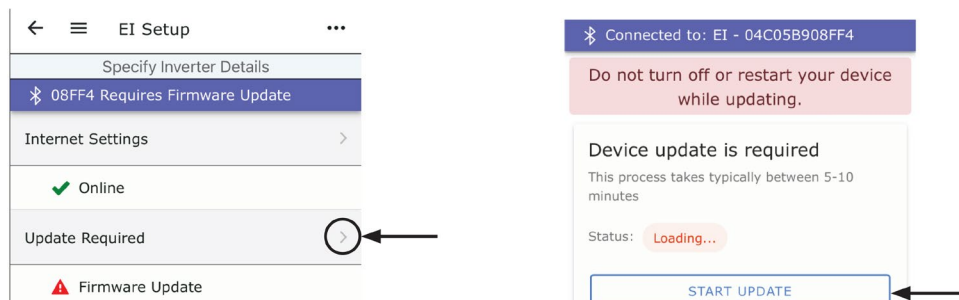 EI Setup
Specify Inverter Details
08FF4 Requires Firmware Update
Internet Settings
Online
Update Required
Firmware Update
Connected to: EI - 04C05B908FF4
Do not turn off or restart your device
while updating.
Device update is required
This process takes typically between 5-10
minutes
Status: Loading...
START UPDATE